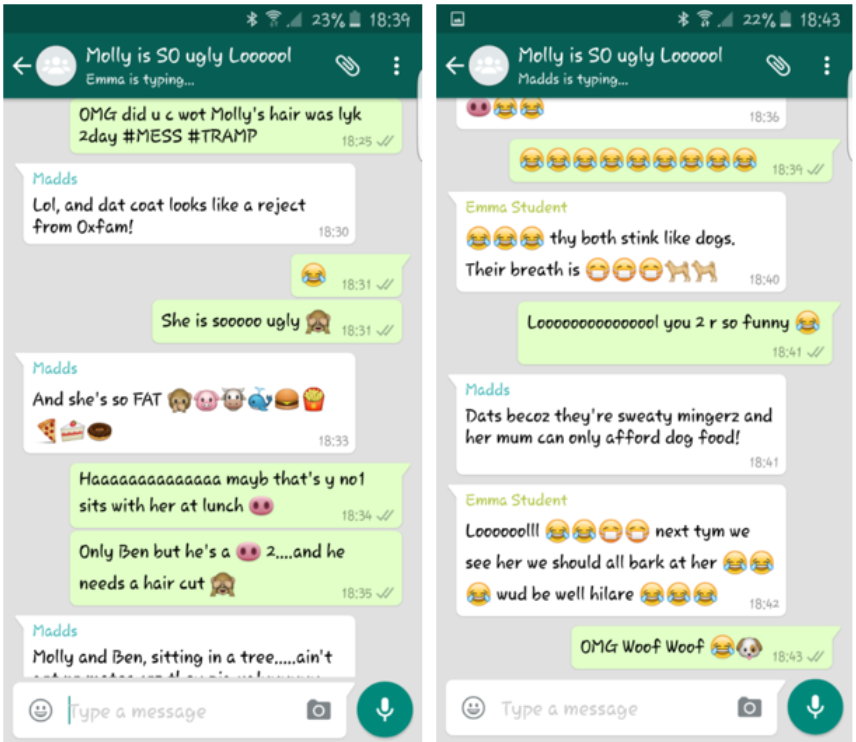 23% 18:39
Molly is SO ugly Loooool
Emma is typing...
OMG did u c wot Molly's hair was lyk
2day #MESS #TRAMP
18:25
Madds
Lol, and dat coat looks like a reject
from Oxfam!
18:30
😂
18:31
She is sooooo ugly 🙈
18:31
Madds
And she's so FAT 🙊🐷🐮🐳🍔🍟
🍕🍰🍩
18:33
Haaaaaaaaaaaaaa mayb that's y no1
sits with her at lunch 🐽
18:34
Only Ben but he's a 🐽 2....and he
needs a hair cut 🙈
18:35
Madds
Molly and Ben, sitting in a tree.....ain't
Type a message
22% 18:43
Molly is SO ugly Loooool
Madds is typing...
🐽😂😂
18:36
😂😂😂😂😂😂😂😂😂
18:39
Emma Student
😂😂😂 thy both stink like dogs.
Their breath is 😷😷😷🐕🐕
18:40
Loooooooooooooool you 2 r so funny 😂
18:41
Madds
Dats becoz they're sweaty mingerz and
her mum can only afford dog food!
18:41
Emma Student
Loooooolll 😂😂😷😷 next tym we
see her we should all bark at her 😂😂
😂 wud be well hilare 😂😂😂
18:42
OMG Woof Woof 😂🐶
18:43
Type a message